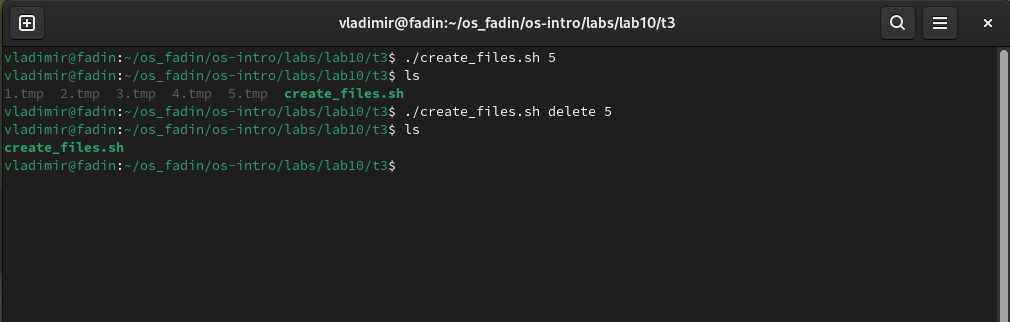 vladimir@fadin:~/os_fadin/os-intro/labs/lab10/t3
vladimir@fadin:~/os_fadin/os-intro/labs/lab10/t3$ ./create_files.sh 5
vladimir@fadin:~/os_fadin/os-intro/labs/lab10/t3$ ls
1.tmp  2.tmp  3.tmp  4.tmp  5.tmp  create_files.sh
vladimir@fadin:~/os_fadin/os-intro/labs/lab10/t3$ ./create_files.sh delete 5
vladimir@fadin:~/os_fadin/os-intro/labs/lab10/t3$ ls
create_files.sh
vladimir@fadin:~/os_fadin/os-intro/labs/lab10/t3$